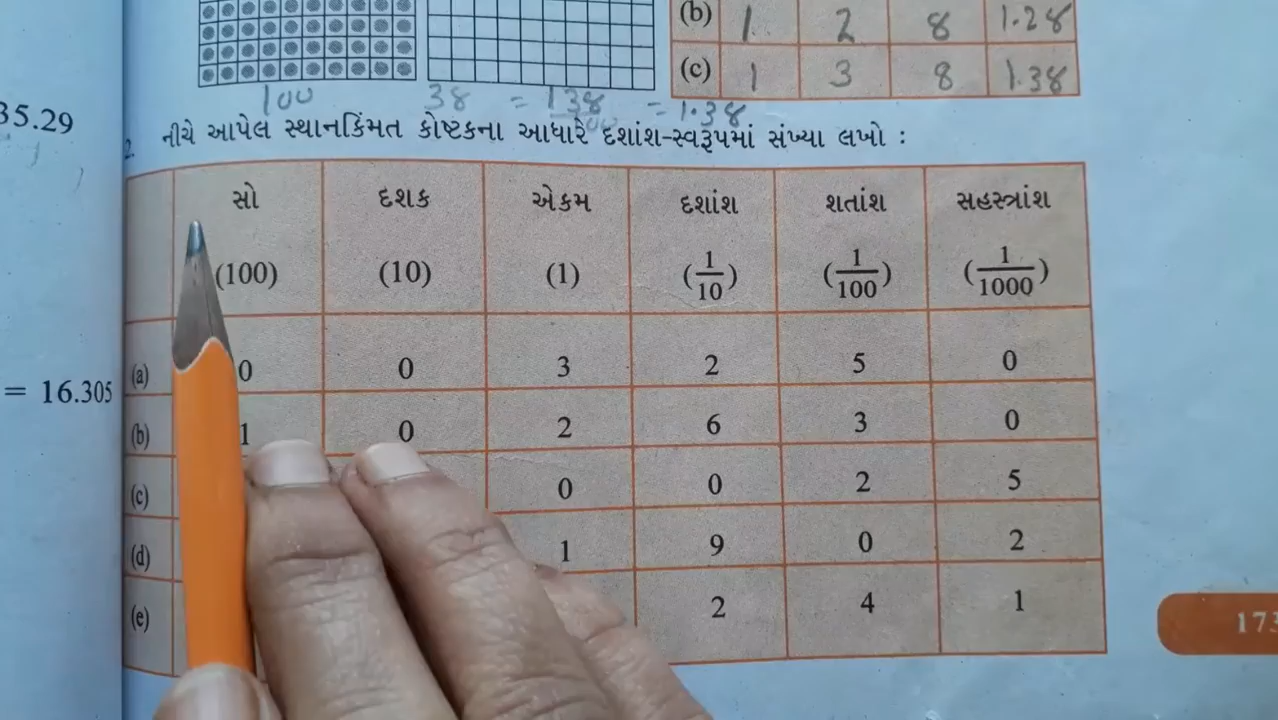 (b) 1 2 8 1.28
(c) 1 3 8 1.38
100 38 = 138 = 1.38
35.29
2. નીચે આપેલ સ્થાનકિંમત કોષ્ટકના આધારે દશાંશ-સ્વરૂપમાં સંખ્યા લખો :
સો દશક એકમ દશાંશ શતાંશ સહસ્ત્રાંશ
(100) (10) (1) (1/10) (1/100) (1/1000)
(a) 0 0 3 2 5 0
= 16.305
(b) 1 0 2 6 3 0
(c) 0 0 2 5
(d) 1 9 0 2
(e) 2 4 1
173